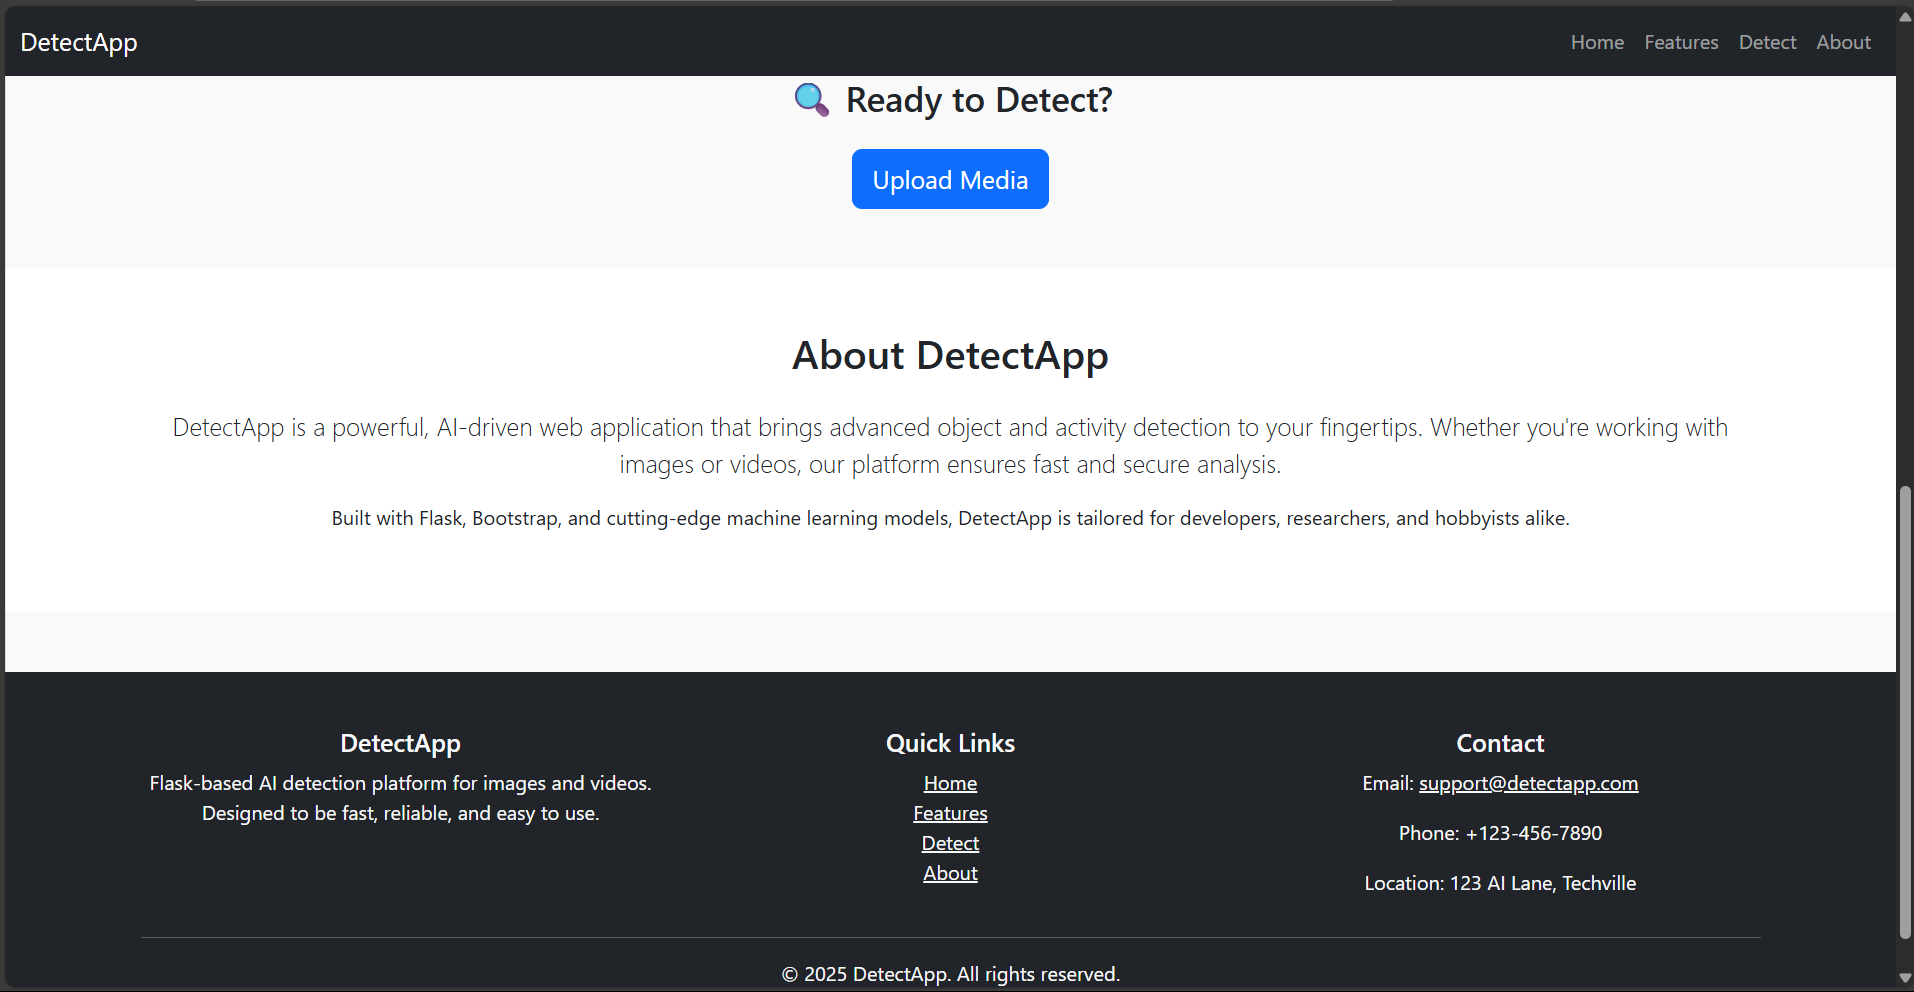 DetectApp
Home Features Detect About
Ready to Detect?
Upload Media
About DetectApp
DetectApp is a powerful, AI-driven web application that brings advanced object and activity detection to your fingertips. Whether you're working with
images or videos, our platform ensures fast and secure analysis.
Built with Flask, Bootstrap, and cutting-edge machine learning models, DetectApp is tailored for developers, researchers, and hobbyists alike.
DetectApp
Flask-based AI detection platform for images and videos.
Designed to be fast, reliable, and easy to use.
Quick Links
Home
Features
Detect
About
Contact
Email: support@detectapp.com
Phone: +123-456-7890
Location: 123 AI Lane, Techville
© 2025 DetectApp. All rights reserved.